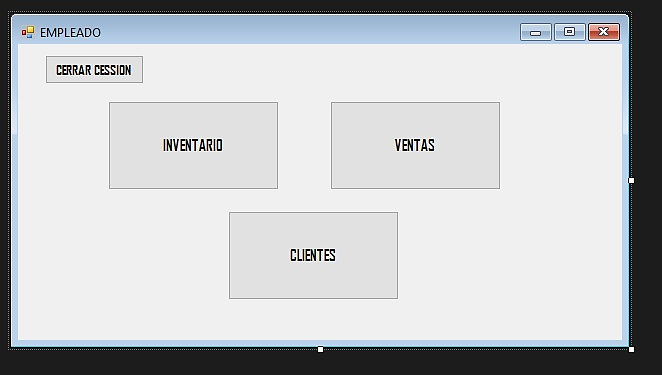 EMPLEADO
CERRAR CESSION
INVENTARIO
VENTAS
CLIENTES